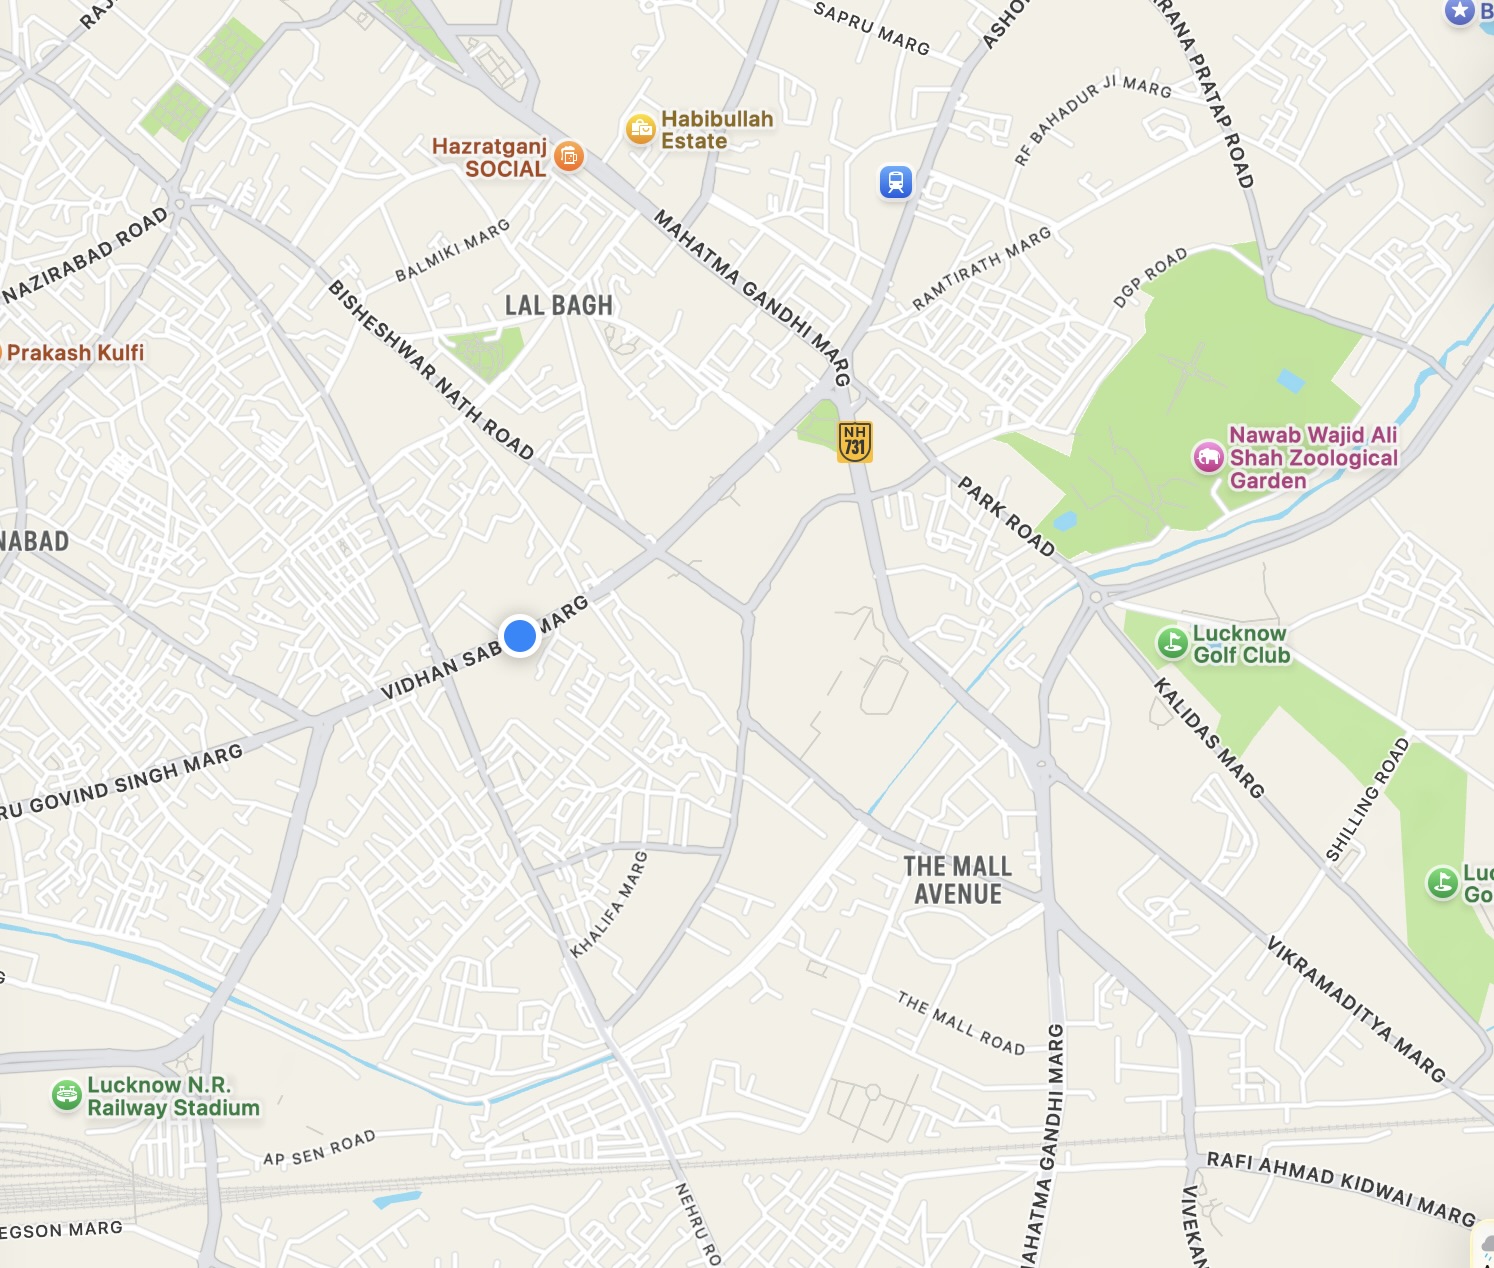 RAJ
SAPRU MARG
ASHO
RANA PRATAP ROAD
B
Habibullah
Estate
Hazratganj
SOCIAL
RF BAHADUR JI MARG
NAZIRABAD ROAD
BALMIKI MARG
MAHATMA GANDHI MARG
RAMTIRATH MARG
DGP ROAD
LAL BAGH
BISHESHWAR NATH ROAD
Prakash Kulfi
NH
731
Nawab Wajid Ali
Shah Zoological
Garden
PARK ROAD
NABAD
VIDHAN SAB
MARG
Lucknow
Golf Club
KALIDAS MARG
SHILLING ROAD
RU GOVIND SINGH MARG
THE MALL
AVENUE
Luc
Go
KHALIFA MARG
VIKRAMADITYA MARG
G
THE MALL ROAD
Lucknow N.R.
Railway Stadium
MAHATMA GANDHI MARG
AP SEN ROAD
RAFI AHMAD KIDWAI MARG
NEHRU RO
VIVEKAN
EGSON MARG